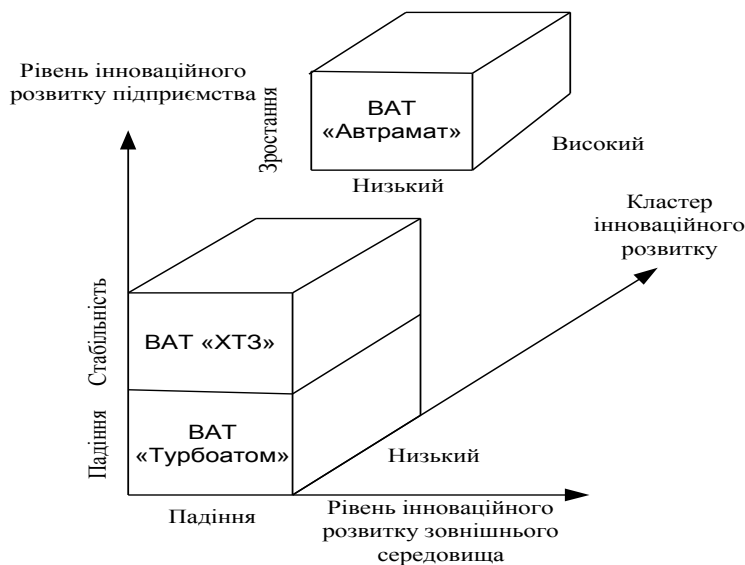 Рівень інноваційного
розвитку підприємства
Зростання
ВАТ
«Автрамат»
Високий
Низький
Кластер
інноваційного
розвитку
Стабільність
ВАТ «ХТЗ»
Падіння
ВАТ
«Турбоатом»
Низький
Падіння
Рівень інноваційного
розвитку зовнішнього
середовища